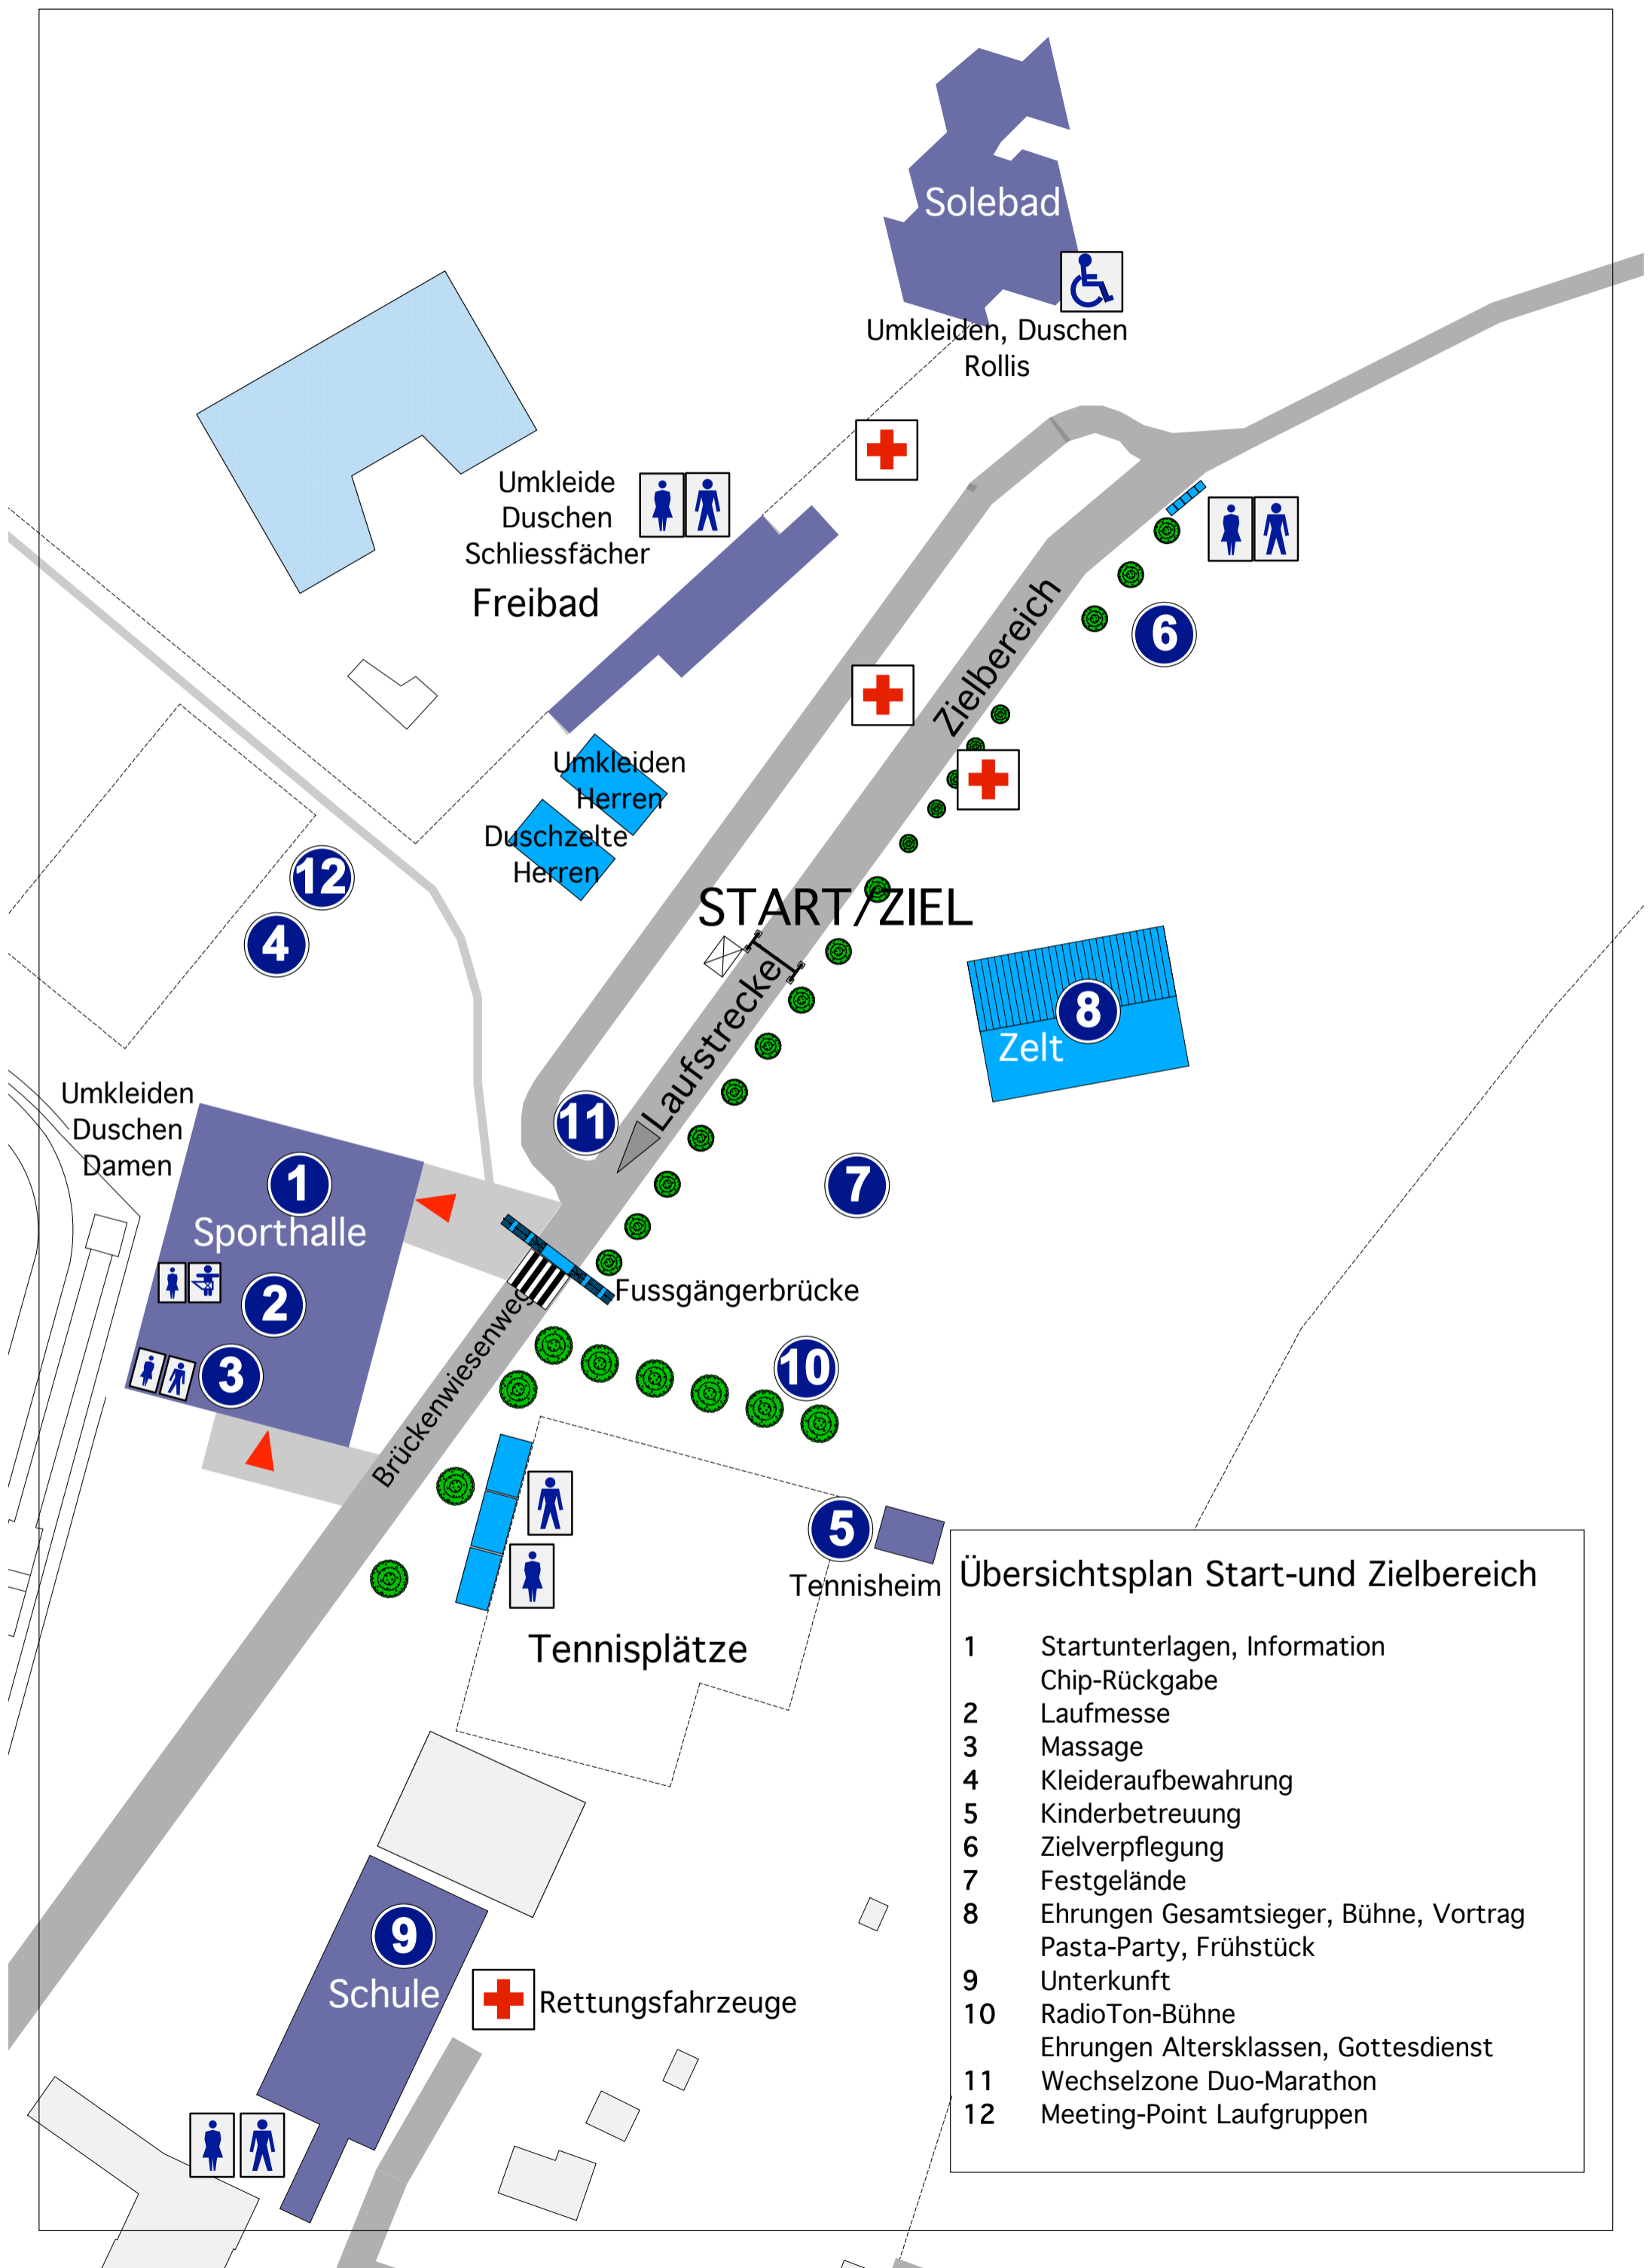 Solebad
Umkleiden, Duschen
Rollis
Umkleide
Duschen
Schliessfächer
Freibad
6
Zielbereich
Umkleiden
Herren
Duschzelte
Herren
12
4
START/ZIEL
Laufstrecke
8
Zelt
Umkleiden
Duschen
Damen
11
7
1
Sporthalle
2
3
Fussgängerbrücke
Brückenwiesenweg
10
5
Tennisheim
Tennisplätze
9
Schule
Rettungsfahrzeuge
Übersichtsplan Start-und Zielbereich
1 Startunterlagen, Information
Chip-Rückgabe
2 Laufmesse
3 Massage
4 Kleideraufbewahrung
5 Kinderbetreuung
6 Zielverpflegung
7 Festgelände
8 Ehrungen Gesamtsieger, Bühne, Vortrag
Pasta-Party, Frühstück
9 Unterkunft
10 RadioTon-Bühne
Ehrungen Altersklassen, Gottesdienst
11 Wechselzone Duo-Marathon
12 Meeting-Point Laufgruppen